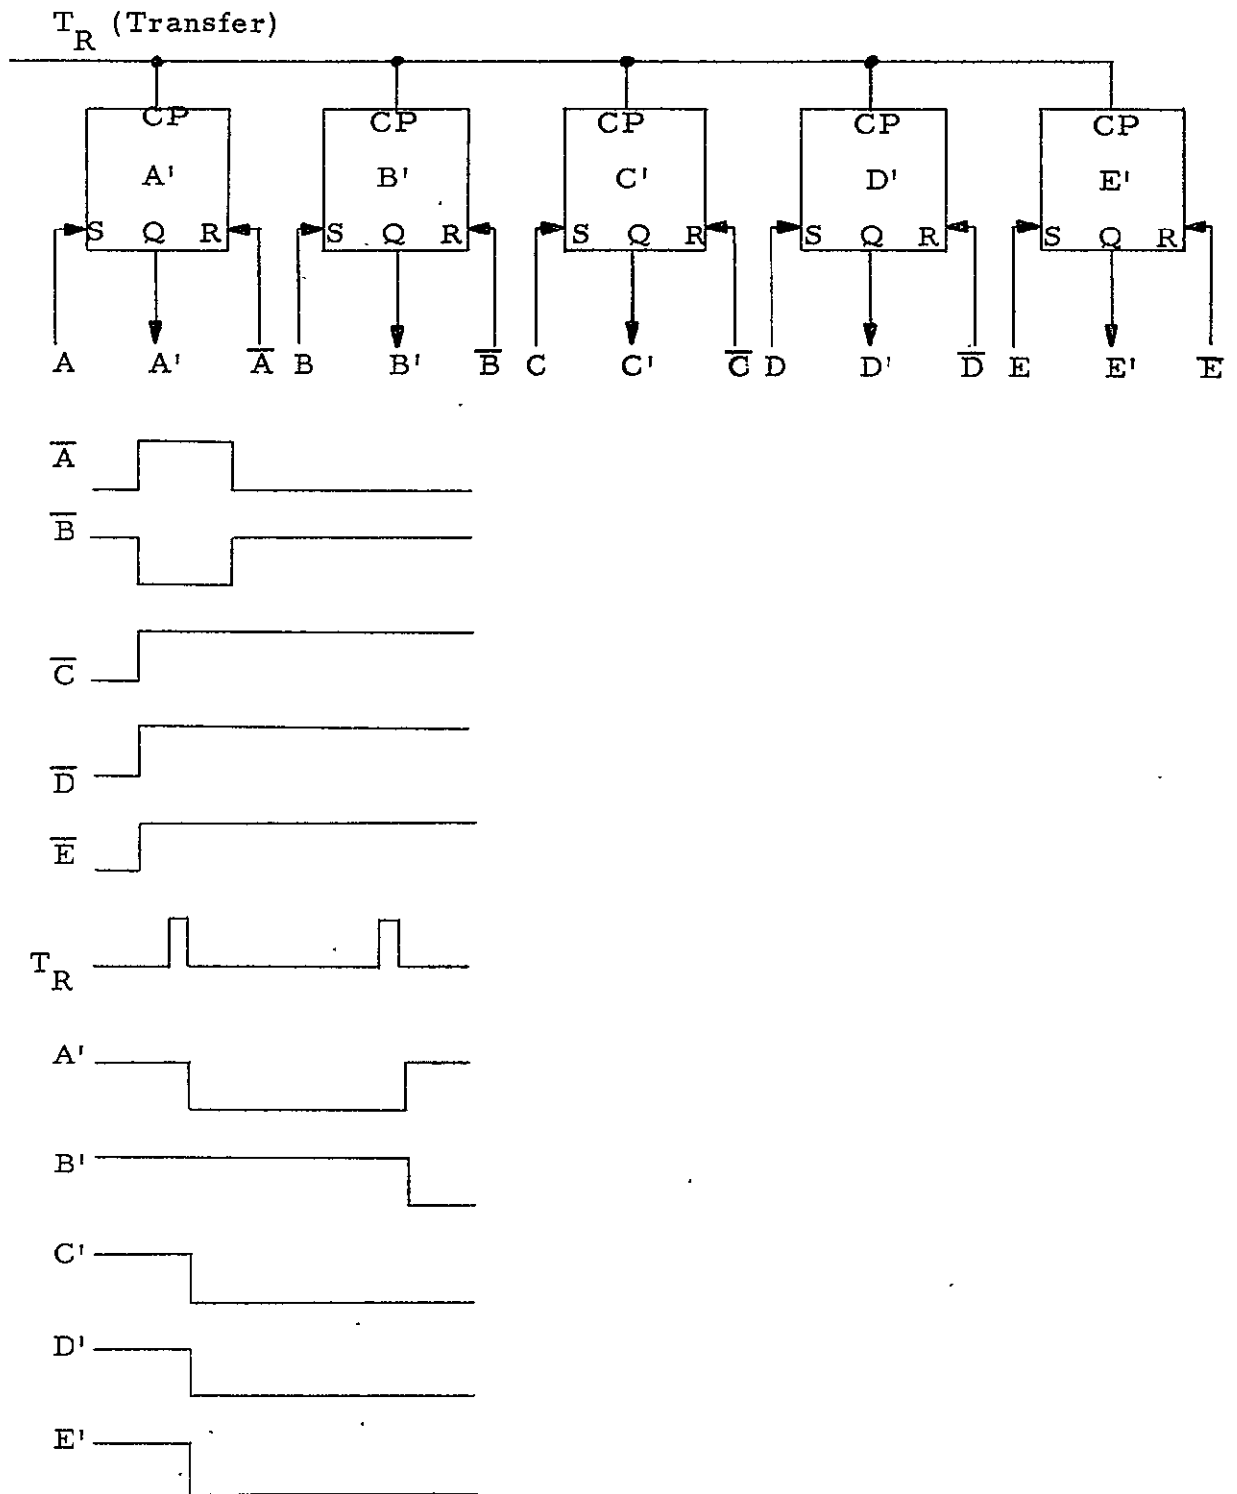 T_R (Transfer)
CP CP CP CP CP
A' B' C' D' E'
S Q R S Q R S Q R S Q R S Q R
A A' A̅ B B' B̅ C C' C̅ D D' D̅ E E' E̅
A̅
B̅
C̅
D̅
E̅
T_R
A'
B'
C'
D'
E'